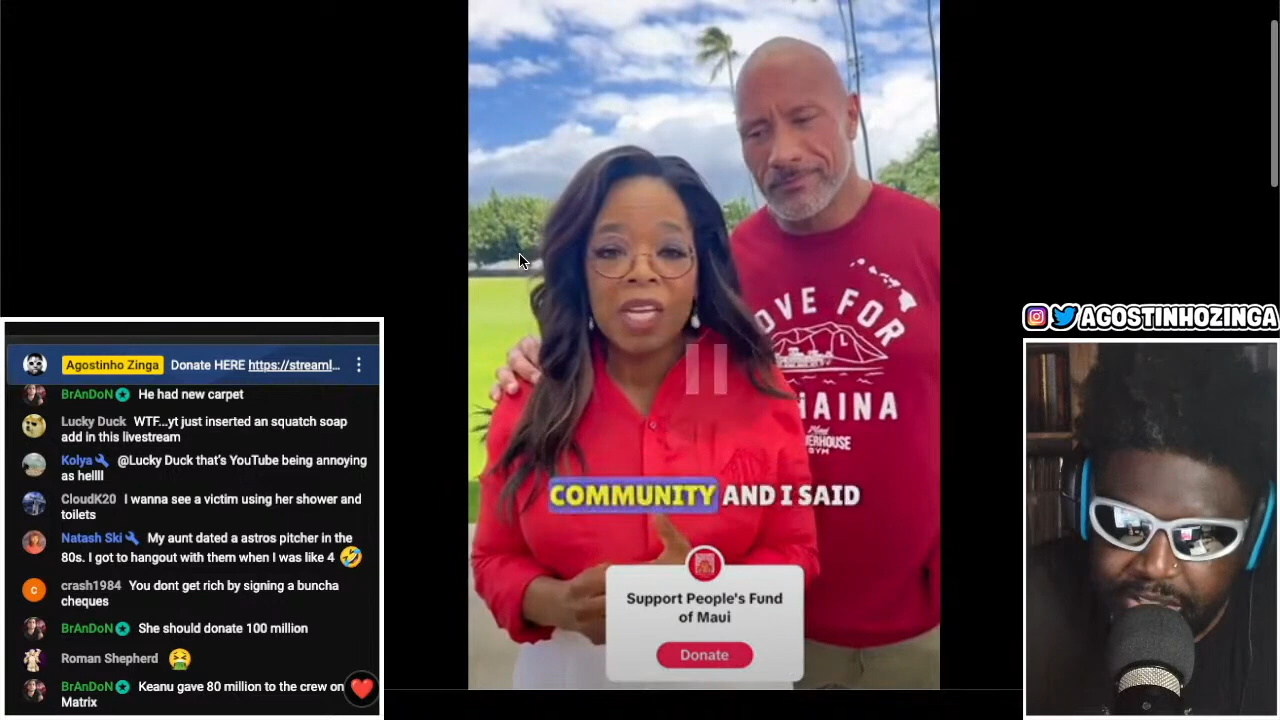 OVE FOR
L
HAINA
COMMUNITY AND I SAID
Support People's Fund
of Maui
Donate
AGOSTINHOZINGA
Agostinho Zinga Donate HERE https://streaml...
BrAnDoN He had new carpet
Lucky Duck WTF...yt just inserted an squatch soap
add in this livestream
Kolya @Lucky Duck that's YouTube being annoying
as hellll
CloudK20 I wanna see a victim using her shower and
toilets
Natash Ski My aunt dated a astros pitcher in the
80s. I got to hangout with them when I was like 4
crash1984 You dont get rich by signing a buncha
cheques
BrAnDoN She should donate 100 million
Roman Shepherd
BrAnDoN Keanu gave 80 million to the crew on
Matrix